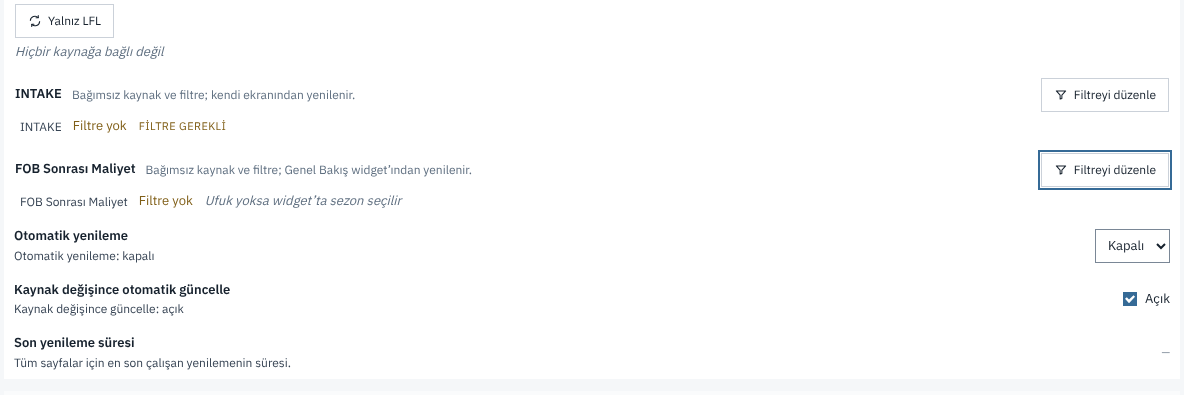 Yalnız LFL
Hiçbir kaynağa bağlı değil
INTAKE Bağımsız kaynak ve filtre; kendi ekranından yenilenir. Filtreyi düzenle
INTAKE Filtre yok FİLTRE GEREKLİ
FOB Sonrası Maliyet Bağımsız kaynak ve filtre; Genel Bakış widget’ından yenilenir. Filtreyi düzenle
FOB Sonrası Maliyet Filtre yok Ufuk yoksa widget’ta sezon seçilir
Otomatik yenileme
Otomatik yenileme: kapalı Kapalı
Kaynak değişince otomatik güncelle
Kaynak değişince güncelle: açık Açık
Son yenileme süresi
Tüm sayfalar için en son çalışan yenilemenin süresi. –